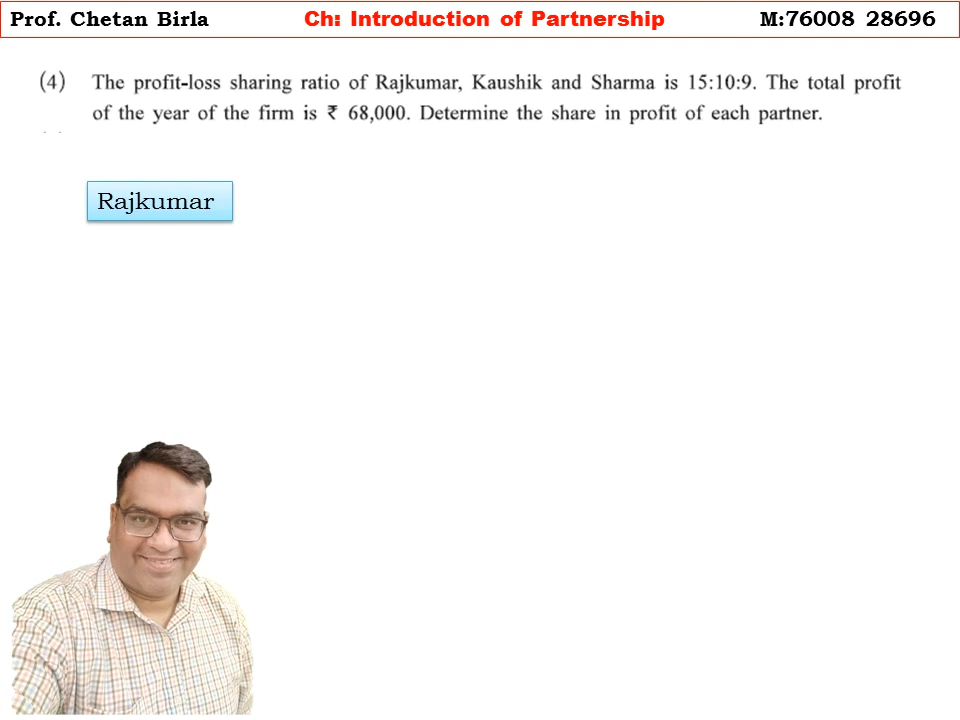 Prof. Chetan Birla Ch: Introduction of Partnership M:76008 28696
(4) The profit-loss sharing ratio of Rajkumar, Kaushik and Sharma is 15:10:9. The total profit
of the year of the firm is ₹ 68,000. Determine the share in profit of each partner.
Rajkumar